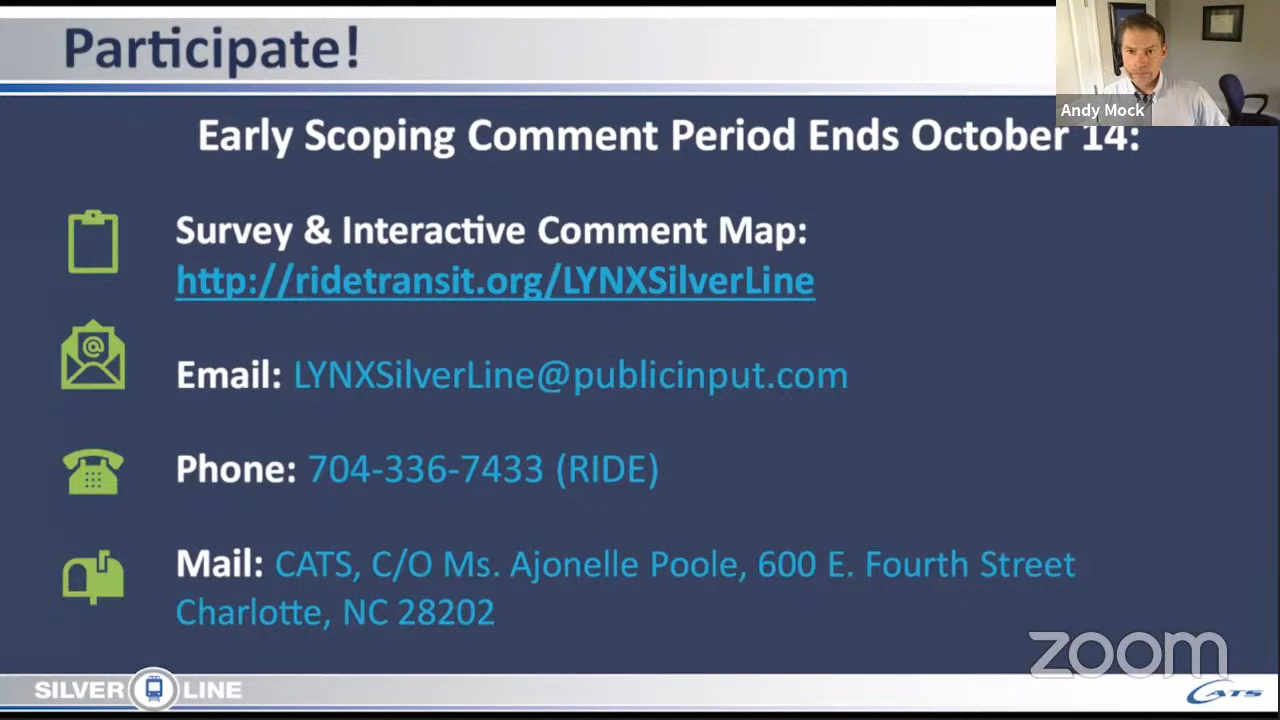 Participate!
Andy Mock
Early Scoping Comment Period Ends October 14:
Survey & Interactive Comment Map:
http://ridetransit.org/LYNXSilverLine
@
Email: LYNXSilverLine@publicinput.com
Phone: 704-336-7433 (RIDE)
Mail: CATS, C/O Ms. Ajonelle Poole, 600 E. Fourth Street
Charlotte, NC 28202
zoom
SILVER LINE
CATS